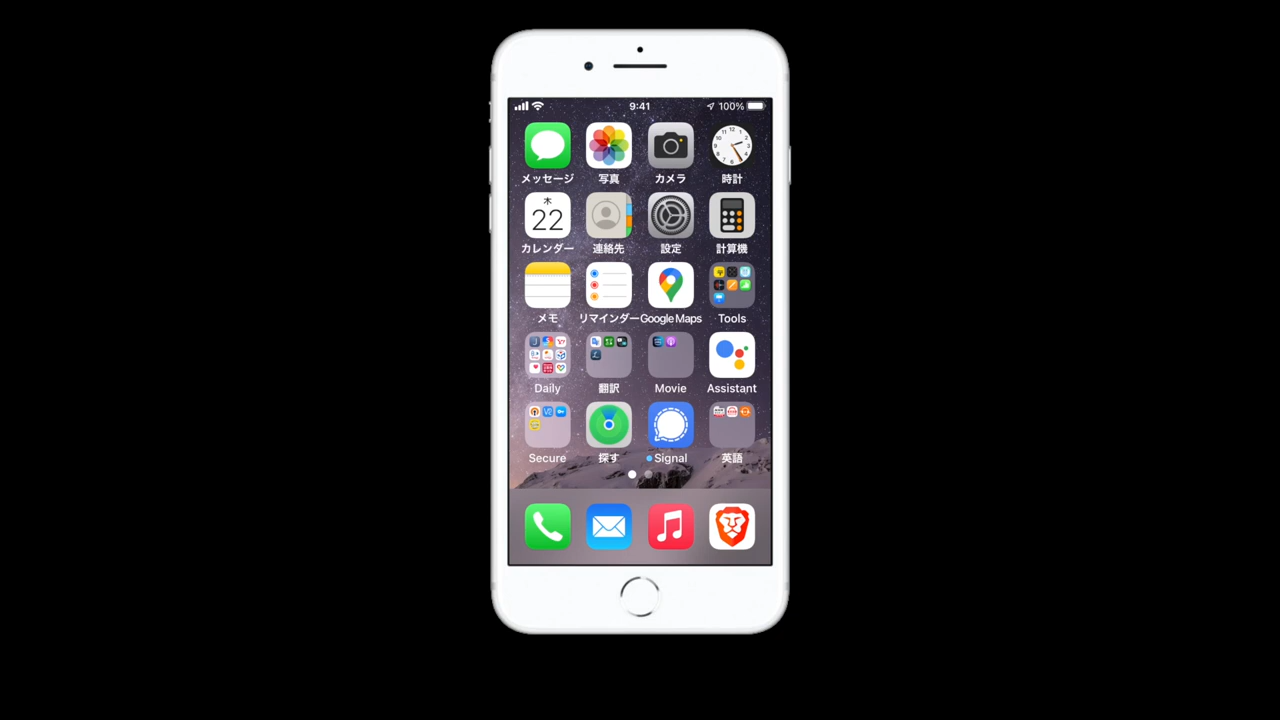 9:41
100%
メッセージ
写真
カメラ
時計
木
22
カレンダー
連絡先
設定
計算機
メモ
リマインダー
Google Maps
Tools
Daily
翻訳
Movie
Assistant
Secure
探す
Signal
英語